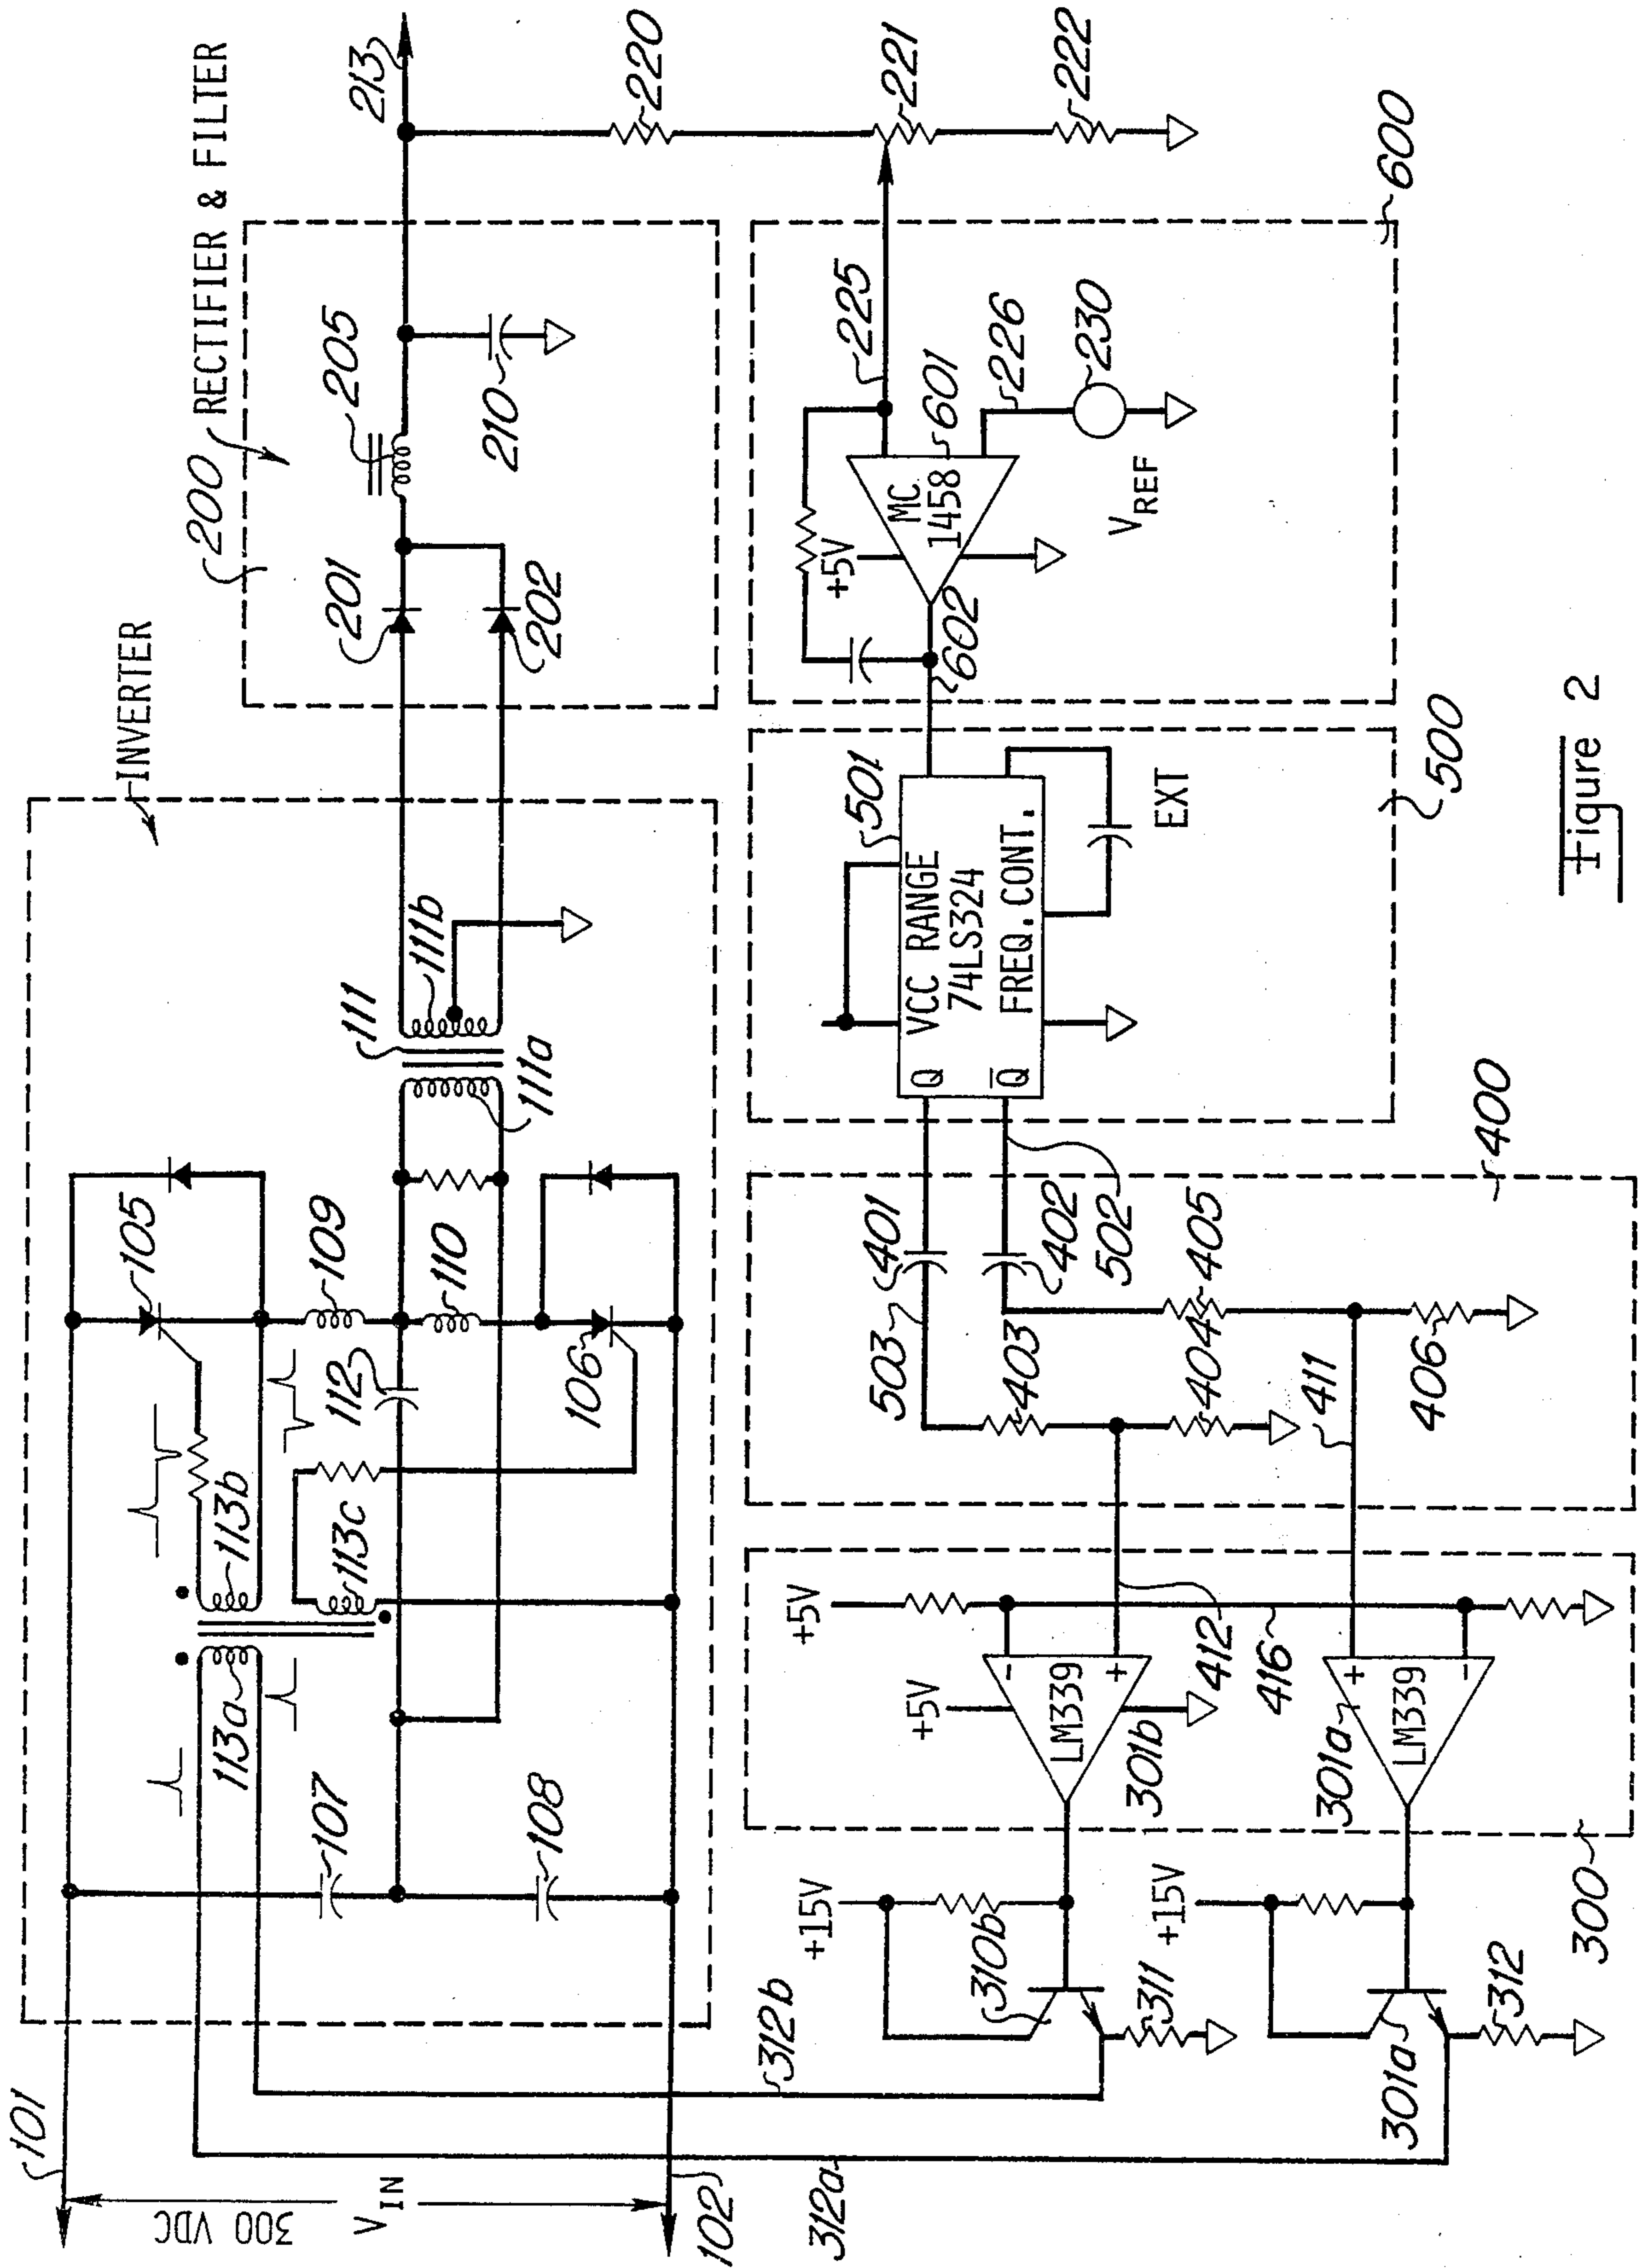 INVERTER
200
RECTIFIER & FILTER
101
300 VDC
VIN
102
107
108
113a
113b
113c
105
109
112
110
106
111
111a
111b
201
202
205
210
213
220
221
222
225
601
MC
1458
+5V
602
226
230
VREF
600
501
VCC RANGE
74LS324
FREQ. CONT.
Q
Q̅
EXT
500
503
401
402
502
403
404
405
406
411
400
+5V
+5V
-
LM339
+
301b
412
416
301a
+
LM339
-
300
+15V
310b
311
312b
+15V
301a
312
312a
Figure 2